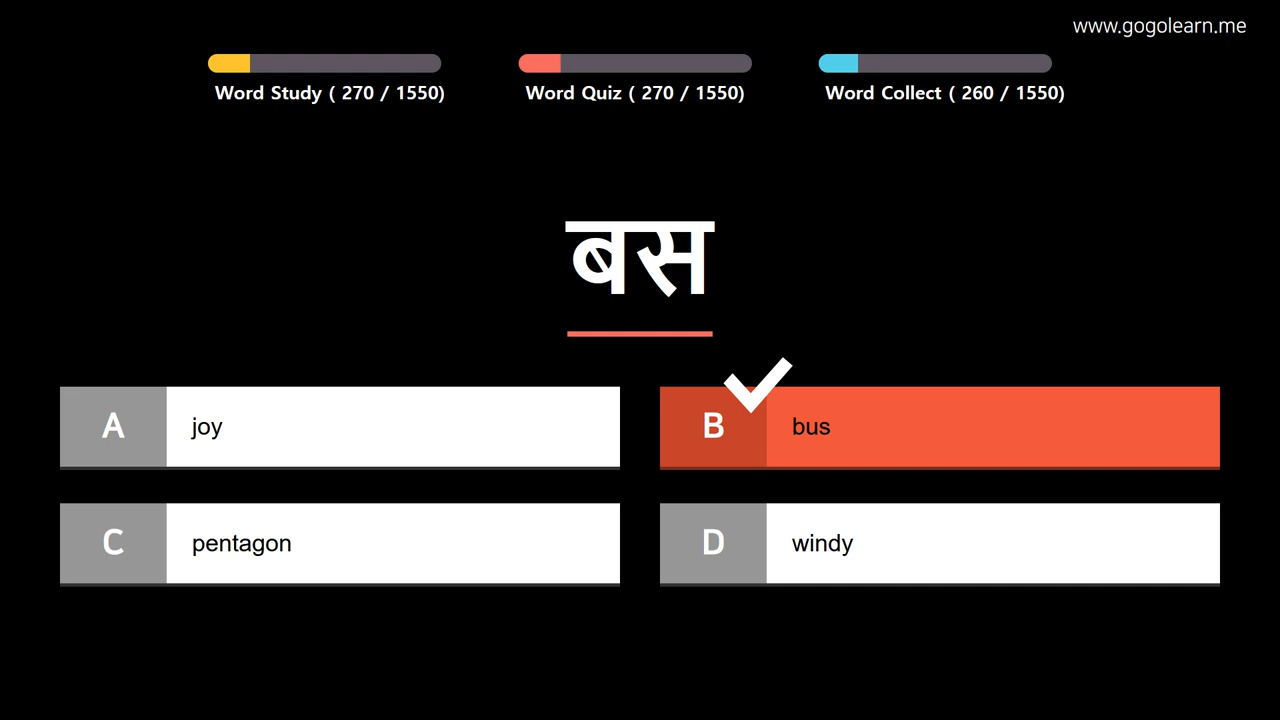 www.gogolearn.me
Word Study ( 270 / 1550)
Word Quiz ( 270 / 1550)
Word Collect ( 260 / 1550)
बस
A joy
B bus
C pentagon
D windy